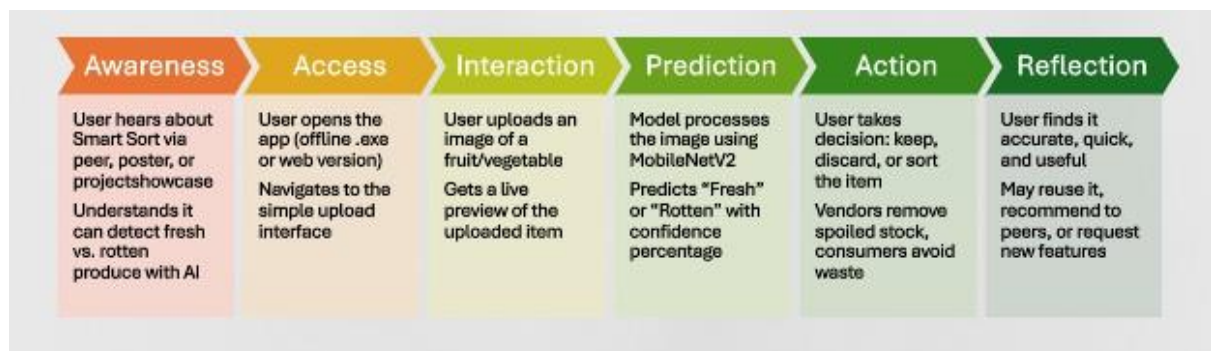 Awareness
User hears about
Smart Sort via
peer, poster, or
projectshowcase
Understands it
can detect fresh
vs. rotten
produce with AI
Access
User opens the
app (offline .exe
or web version)
Navigates to the
simple upload
interface
Interaction
User uploads an
image of a
fruit/vegetable
Gets a live
preview of the
uploaded item
Prediction
Model processes
the image using
MobileNetV2
Predicts “Fresh”
or “Rotten” with
confidence
percentage
Action
User takes
decision: keep,
discard, or sort
the item
Vendors remove
spoiled stock,
consumers avoid
waste
Reflection
User finds it
accurate, quick,
and useful
May reuse it,
recommend to
peers, or request
new features